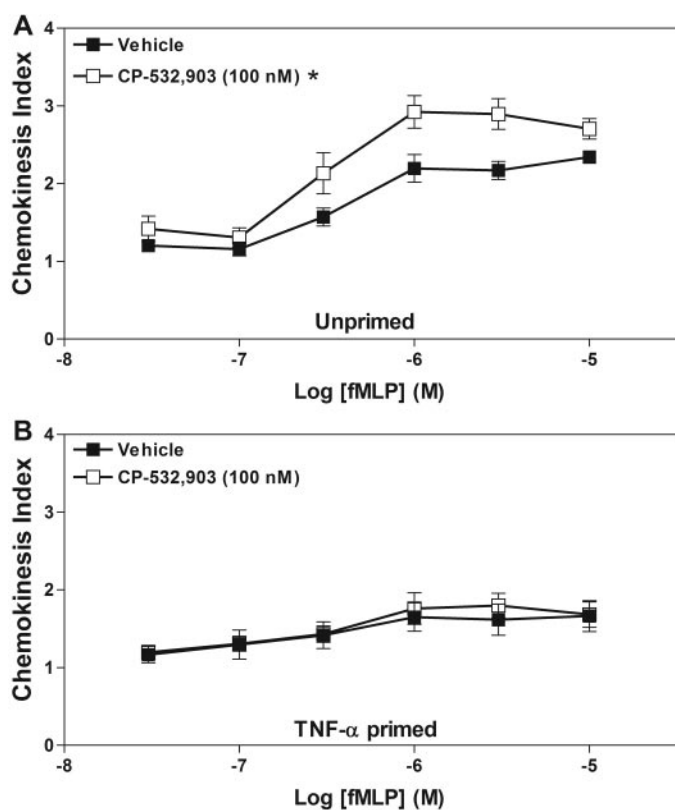 A
4
3
2
1
0
Chemokinesis Index
Vehicle
CP-532,903 (100 nM) *
Unprimed
-8 -7 -6 -5
Log [fMLP] (M)
B
4
3
2
1
0
Chemokinesis Index
Vehicle
CP-532,903 (100 nM)
TNF-α primed
-8 -7 -6 -5
Log [fMLP] (M)